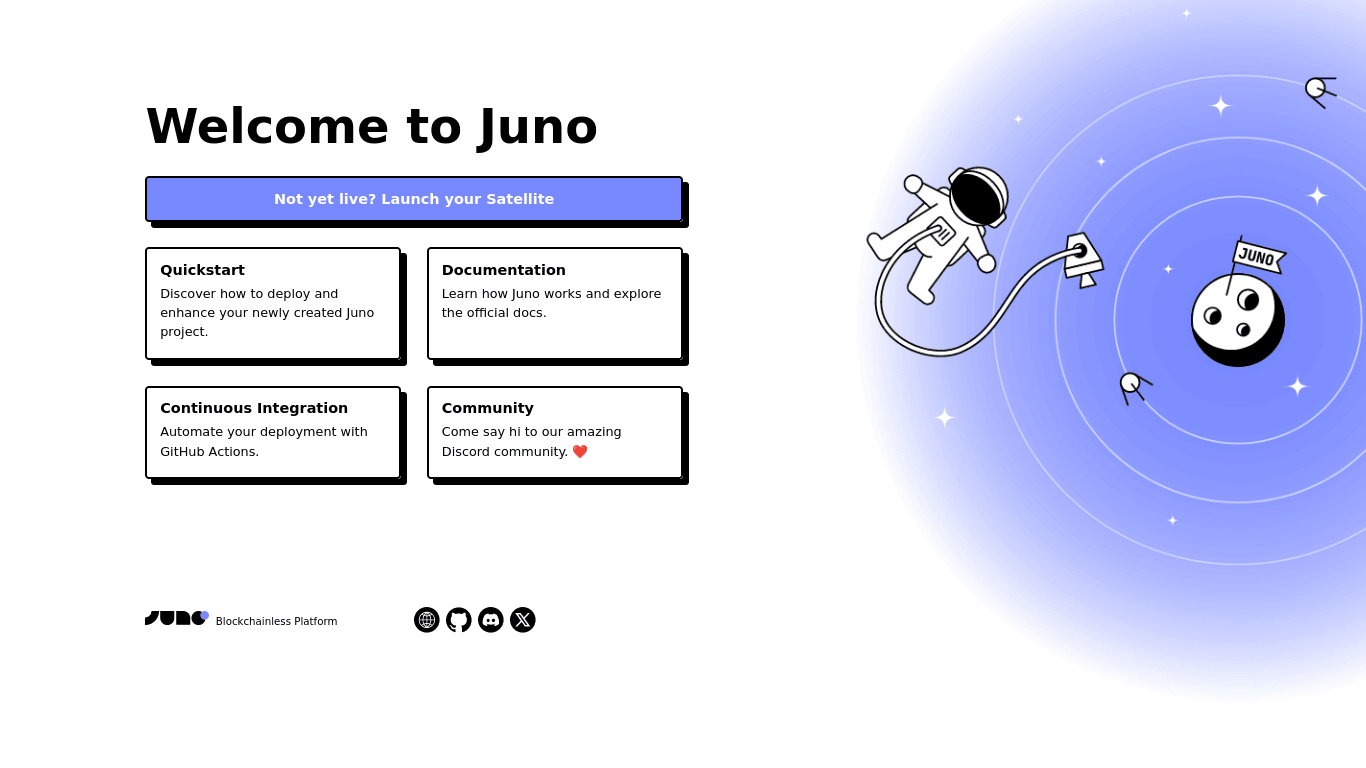 Welcome to Juno
Not yet live? Launch your Satellite
Quickstart
Discover how to deploy and
enhance your newly created Juno
project.
Documentation
Learn how Juno works and explore
the official docs.
Continuous Integration
Automate your deployment with
GitHub Actions.
Community
Come say hi to our amazing
Discord community. ❤️
JUNO
JUNO Blockchainless Platform